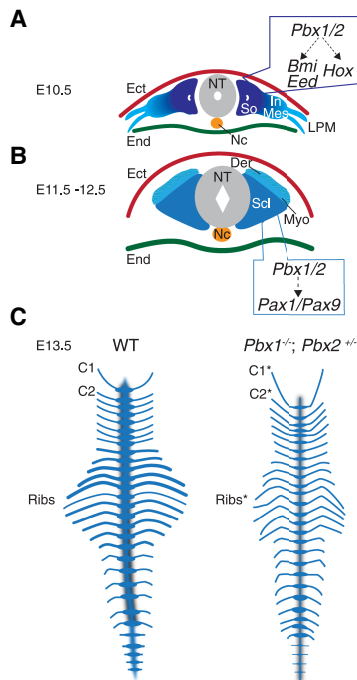 A
Pbx1/2
Bmi Hox
Eed
E10.5
Ect
NT
So
In
Mes
LPM
End
Nc
B
E11.5 -12.5
Ect
Der
NT
Scl
Myo
Nc
End
Pbx1/2
Pax1/Pax9
C
E13.5
WT
Pbx1-/-; Pbx2 +/-
C1
C2
Ribs
C1*
C2*
Ribs*